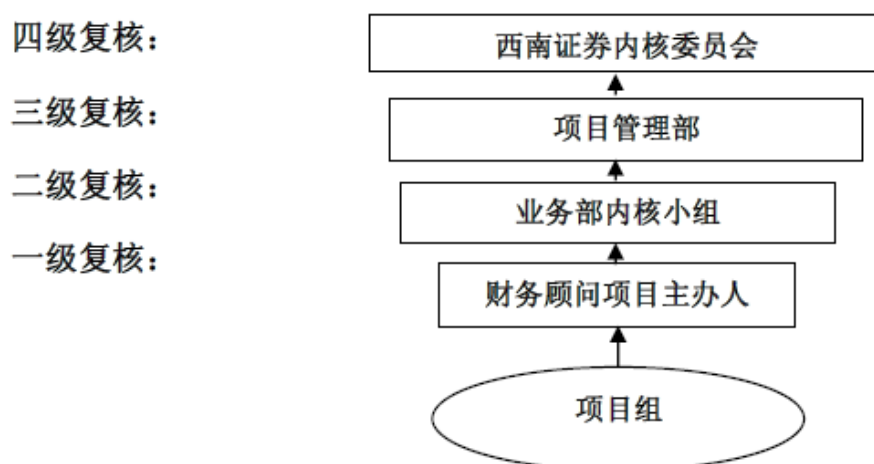 四级复核：
西南证券内核委员会
三级复核：
项目管理部
二级复核：
业务部内核小组
一级复核：
财务顾问项目主办人
项目组